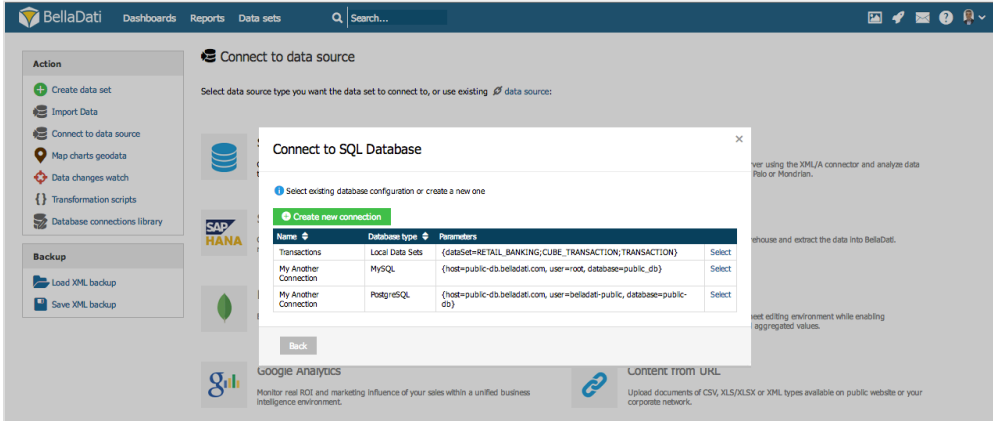 BellaDati Dashboards Reports Data sets Search...
Action
Create data set
Import Data
Connect to data source
Map charts geodata
Data changes watch
{} Transformation scripts
Database connections library
Backup
Load XML backup
Save XML backup
Connect to data source
Select data source type you want the data set to connect to, or use existing data source:
SAP
HANA
rver using the XML/A connector and analyze data
Palo or Mondrian.
rehouse and extract the data into BellaDati.
eet editing environment while enabling
aggregated values.
Connect to SQL Database
×
Select existing database configuration or create a new one
Create new connection
Name Database type Parameters
Transactions Local Data Sets {dataSet=RETAIL_BANKING;CUBE_TRANSACTION;TRANSACTION} Select
My Another
Connection MySQL {host=public-db.belladati.com, user=root, database=public_db} Select
My Another
Connection PostgreSQL {host=public-db.belladati.com, user=belladati-public, database=public-
db} Select
Back
Google Analytics
Monitor real ROI and marketing influence of your sales within a unified business
intelligence environment.
Content from URL
Upload documents of CSV, XLS/XLSX or XML types available on public website or your
corporate network.